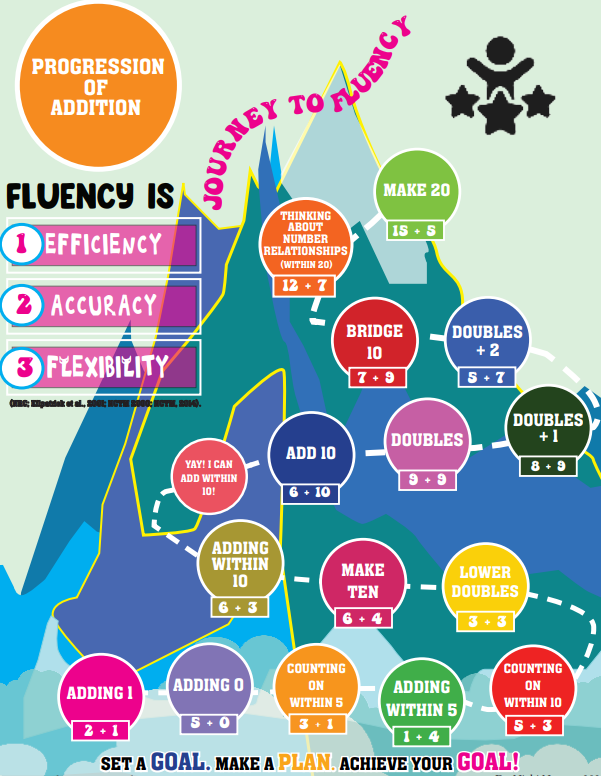 PROGRESSION
OF
ADDITION
JOURNEY TO FLUENCY
FLUENCY IS
1 EFFICIENCY
2 ACCURACY
3 FLEXIBILITY
MAKE 20
15 + 5
THINKING
ABOUT
NUMBER
RELATIONSHIPS
(WITHIN 20)
12 + 7
BRIDGE
10
7 + 9
DOUBLES
+ 2
5 + 7
DOUBLES
+ 1
8 + 9
DOUBLES
9 + 9
ADD 10
6 + 10
YAY! I CAN
ADD WITHIN
10!
ADDING
WITHIN
10
6 + 3
MAKE
TEN
6 + 4
LOWER
DOUBLES
3 + 3
ADDING 1
2 + 1
ADDING 0
5 + 0
COUNTING
ON
WITHIN 5
3 + 1
ADDING
WITHIN 5
1 + 4
COUNTING
ON
WITHIN 10
5 + 3
SET A GOAL. MAKE A PLAN. ACHIEVE YOUR GOAL!